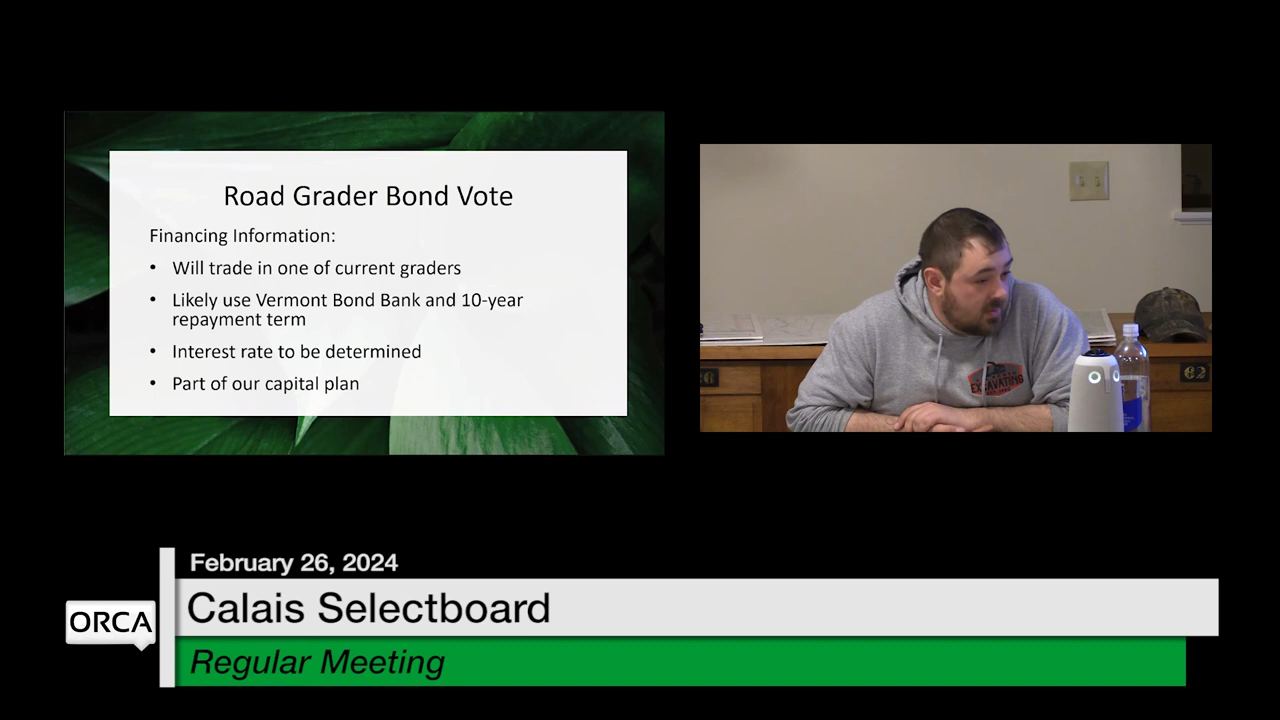 Road Grader Bond Vote
Financing Information:
• Will trade in one of current graders
• Likely use Vermont Bond Bank and 10-year
repayment term
• Interest rate to be determined
• Part of our capital plan
EXCAVATING
62
February 26, 2024
Calais Selectboard
ORCA
Regular Meeting